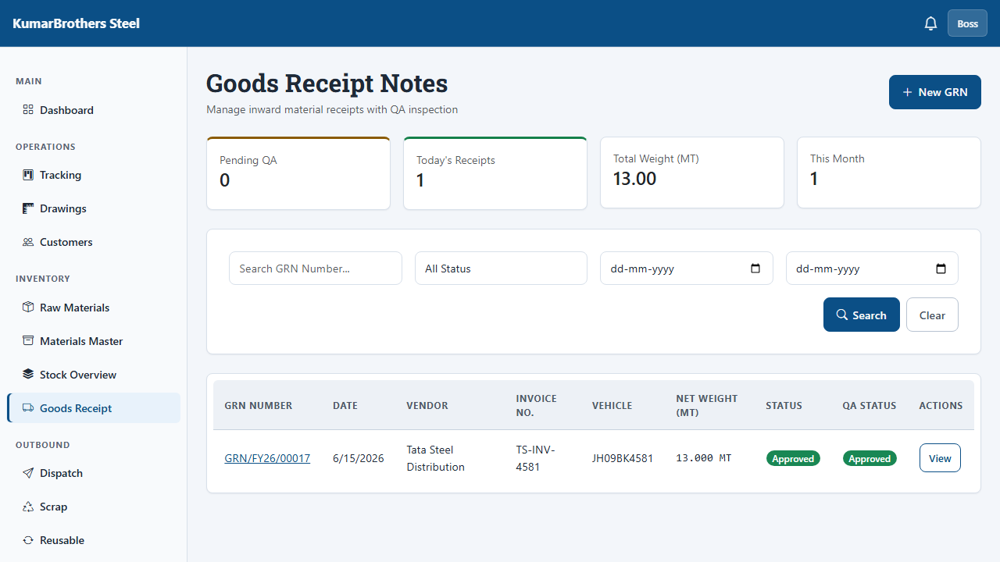 KumarBrothers Steel
Boss
MAIN
Dashboard
OPERATIONS
Tracking
Drawings
Customers
INVENTORY
Raw Materials
Materials Master
Stock Overview
Goods Receipt
OUTBOUND
Dispatch
Scrap
Reusable
Goods Receipt Notes
Manage inward material receipts with QA inspection
New GRN
Pending QA
0
Today's Receipts
1
Total Weight (MT)
13.00
This Month
1
Search GRN Number...
All Status
dd-mm-yyyy
dd-mm-yyyy
Search
Clear
GRN NUMBER
DATE
VENDOR
INVOICE
NO.
VEHICLE
NET WEIGHT
(MT)
STATUS
QA STATUS
ACTIONS
GRN/FY26/00017
6/15/2026
Tata Steel
Distribution
TS-INV-
4581
JH09BK4581
13.000 MT
Approved
Approved
View